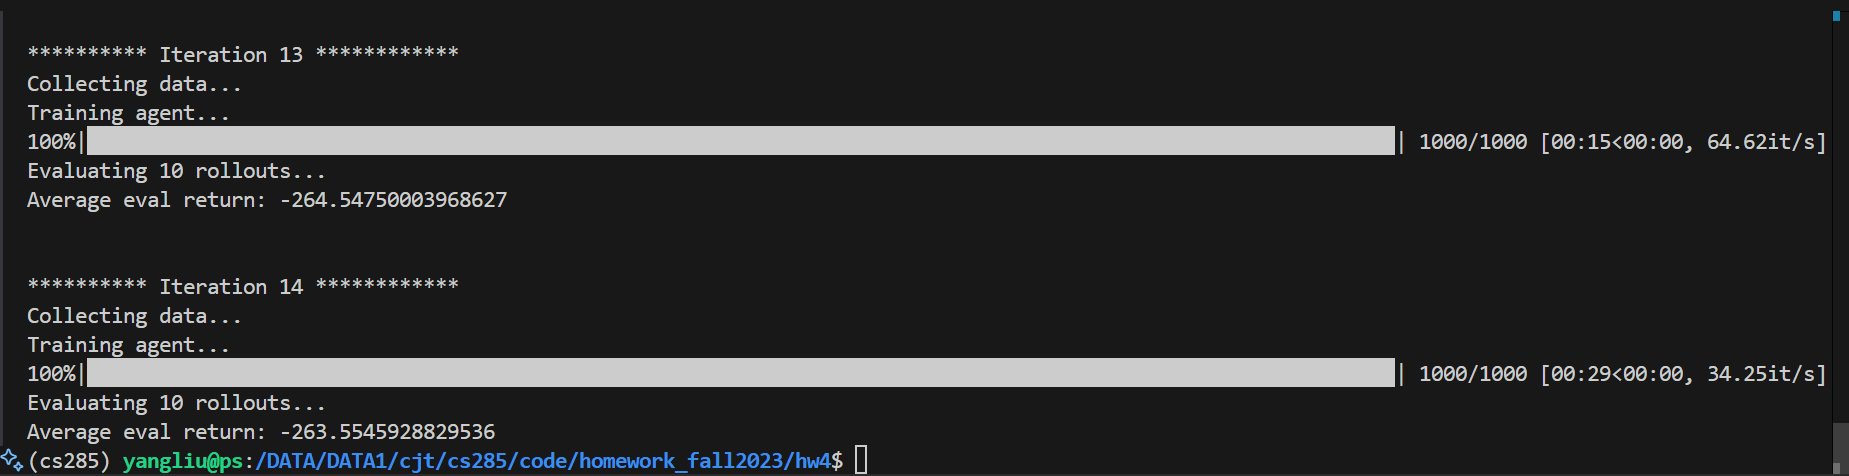 ********** Iteration 13 ************
Collecting data...
Training agent...
100%|██████████| 1000/1000 [00:15<00:00, 64.62it/s]
Evaluating 10 rollouts...
Average eval return: -264.54750003968627
********** Iteration 14 ************
Collecting data...
Training agent...
100%|██████████| 1000/1000 [00:29<00:00, 34.25it/s]
Evaluating 10 rollouts...
Average eval return: -263.5545928829536
(cs285) yangliu@ps:/DATA/DATA1/cjt/cs285/code/homework_fall2023/hw4$